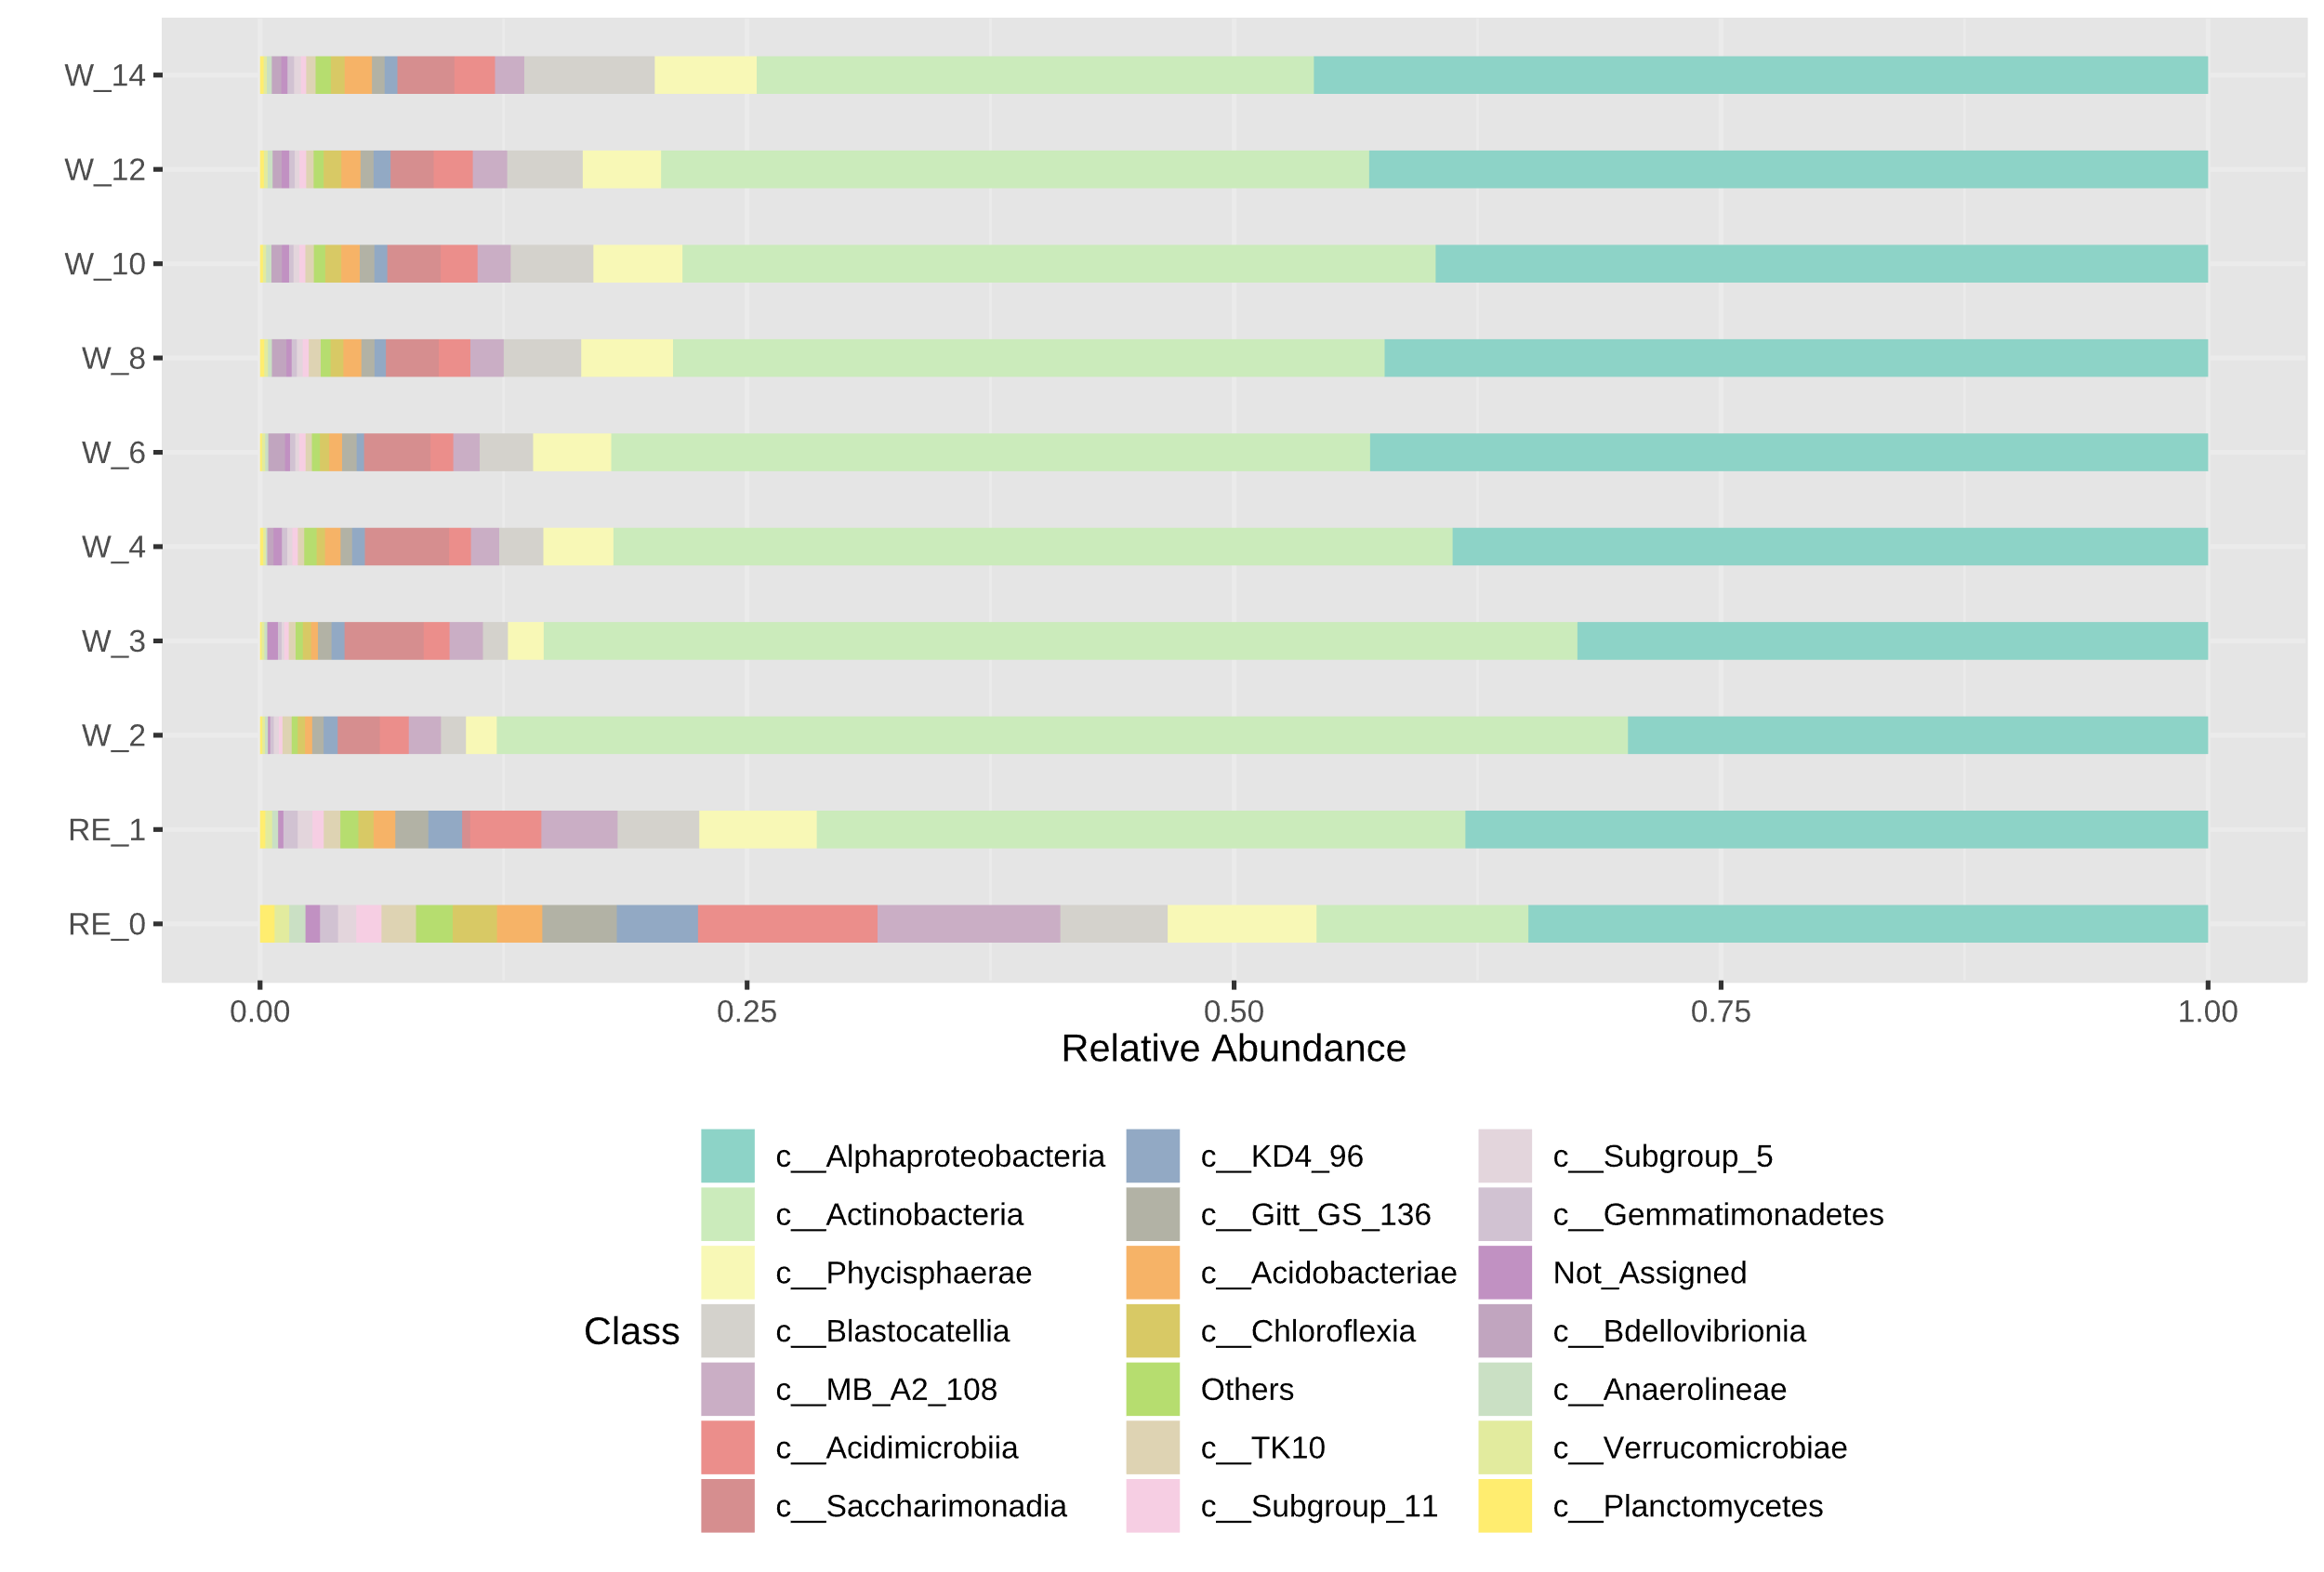 W_14
W_12
W_10
W_8
W_6
W_4
W_3
W_2
RE_1
RE_0
0.00 0.25 0.50 0.75 1.00
Relative Abundance
Class
c__Alphaproteobacteria
c__Actinobacteria
c__Phycisphaerae
c__Blastocatellia
c__MB_A2_108
c__Acidimicrobiia
c__Saccharimonadia
c__KD4_96
c__Gitt_GS_136
c__Acidobacteriae
c__Chloroflexia
Others
c__TK10
c__Subgroup_11
c__Subgroup_5
c__Gemmatimonadetes
Not_Assigned
c__Bdellovibrionia
c__Anaerolineae
c__Verrucomicrobiae
c__Planctomycetes